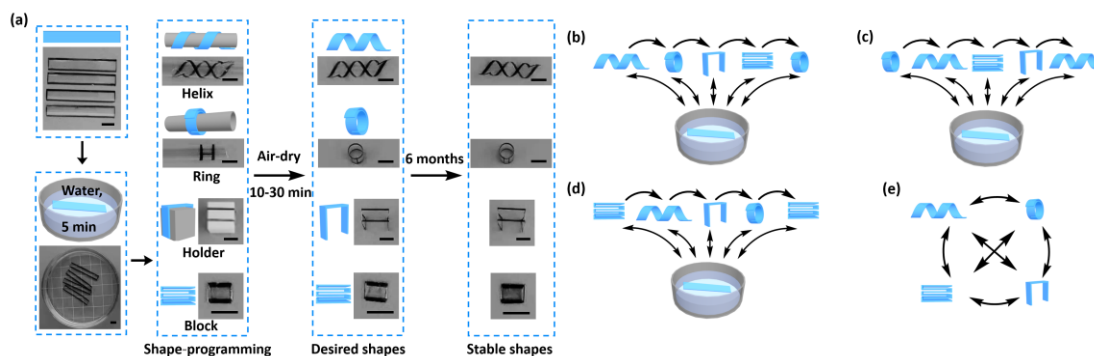 (a)
Water,
5 min
Helix
Ring
Holder
Block
Shape-programming
Air-dry
10-30 min
Desired shapes
6 months
Stable shapes
(b)
(c)
(d)
(e)